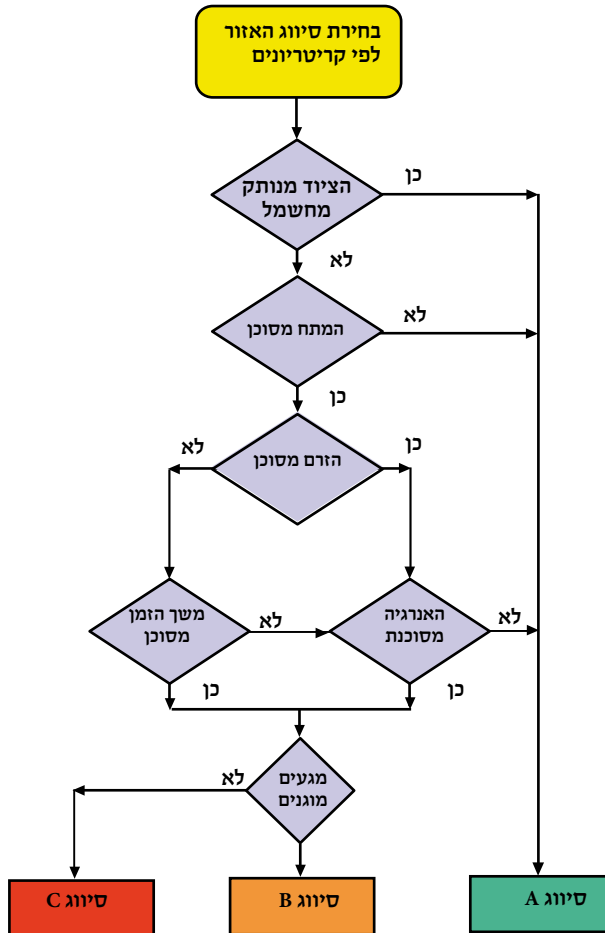 בחירת סיווג האזור
לפי קריטריונים
הציוד מנותק
מחשמל
כן
לא
המתח מסוכן
לא
כן
הזרם מסוכן
כן
לא
משך הזמן
מסוכן
לא
האנרגיה
מסוכנת
לא
כן
כן
מגעים
מוגנים
לא
סיווג A
סיווג B
סיווג C